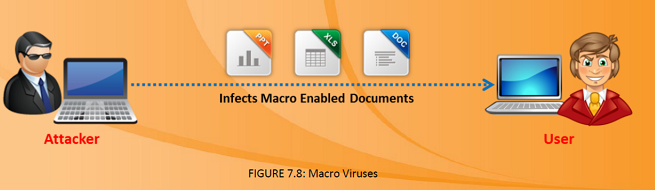 PPT
XLS
DOC
Infects Macro Enabled Documents
Attacker
User
FIGURE 7.8: Macro Viruses